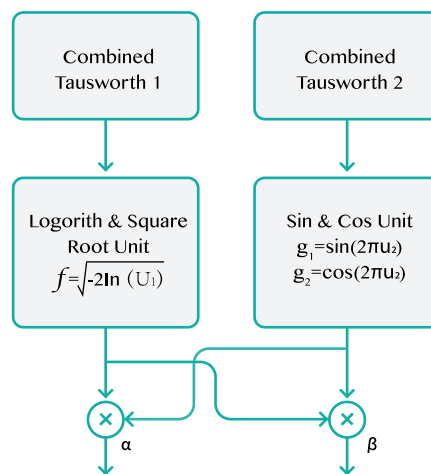 Combined
Tausworth 1
Combined
Tausworth 2
Logorith & Square
Root Unit
f=√-2ln (U₁)
Sin & Cos Unit
g₁=sin(2πu₂)
g₂=cos(2πu₂)
×
×
α
β